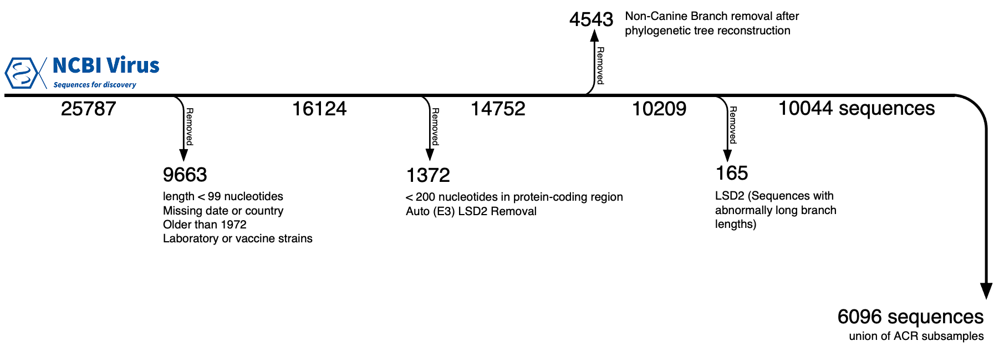 4543
Non-Canine Branch removal after
phylogenetic tree reconstruction
Removed
NCBI Virus
Sequences for discovery
25787
16124
14752
10209
10044 sequences
Removed
Removed
Removed
9663
length < 99 nucleotides
Missing date or country
Older than 1972
Laboratory or vaccine strains
1372
< 200 nucleotides in protein-coding region
Auto (E3) LSD2 Removal
165
LSD2 (Sequences with
abnormally long branch
lengths)
6096 sequences
union of ACR subsamples